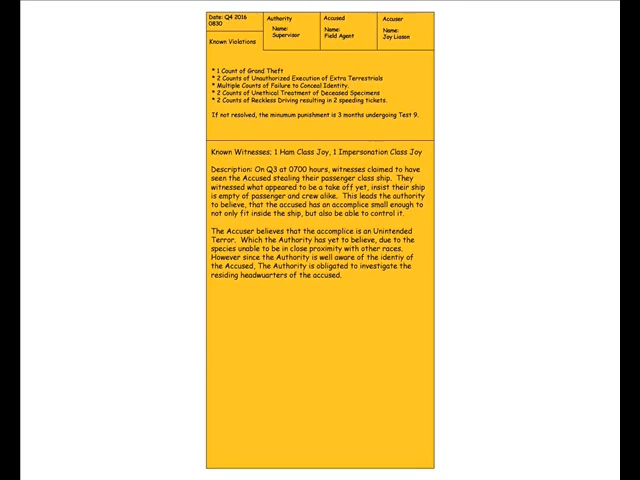 Date: Q4 2016
0830
Known Violations
Authority
Name:
Supervisor
Accused
Name:
Field Agent
Accuser
Name:
Joy Liason
* 1 Count of Grand Theft
* 2 Counts of Unauthorized Execution of Extra Terrestrials
* Multiple Counts of Failure to Conceal Identity.
* 2 Counts of Unethical Treatment of Deceased Specimens
* 2 Counts of Reckless Driving resulting in 2 speeding tickets.
If not resolved, the minumum punishment is 3 months undergoing Test 9.
Known Witnesses; 1 Ham Class Joy, 1 Impersonation Class Joy
Description: On Q3 at 0700 hours, witnesses claimed to have
seen the Accused stealing their passenger class ship. They
witnessed what appeared to be a take off yet, insist their ship
is empty of passenger and crew alike. This leads the authority
to believe, that the accused has an accomplice small enough to
not only fit inside the ship, but also be able to control it.
The Accuser believes that the accomplice is an Unintended
Terror. Which the Authority has yet to believe, due to the
species unable to be in close proximity with other races.
However since the Authority is well aware of the identiy of
the Accused, The Authority is obligated to investigate the
residing headwuarters of the accused.